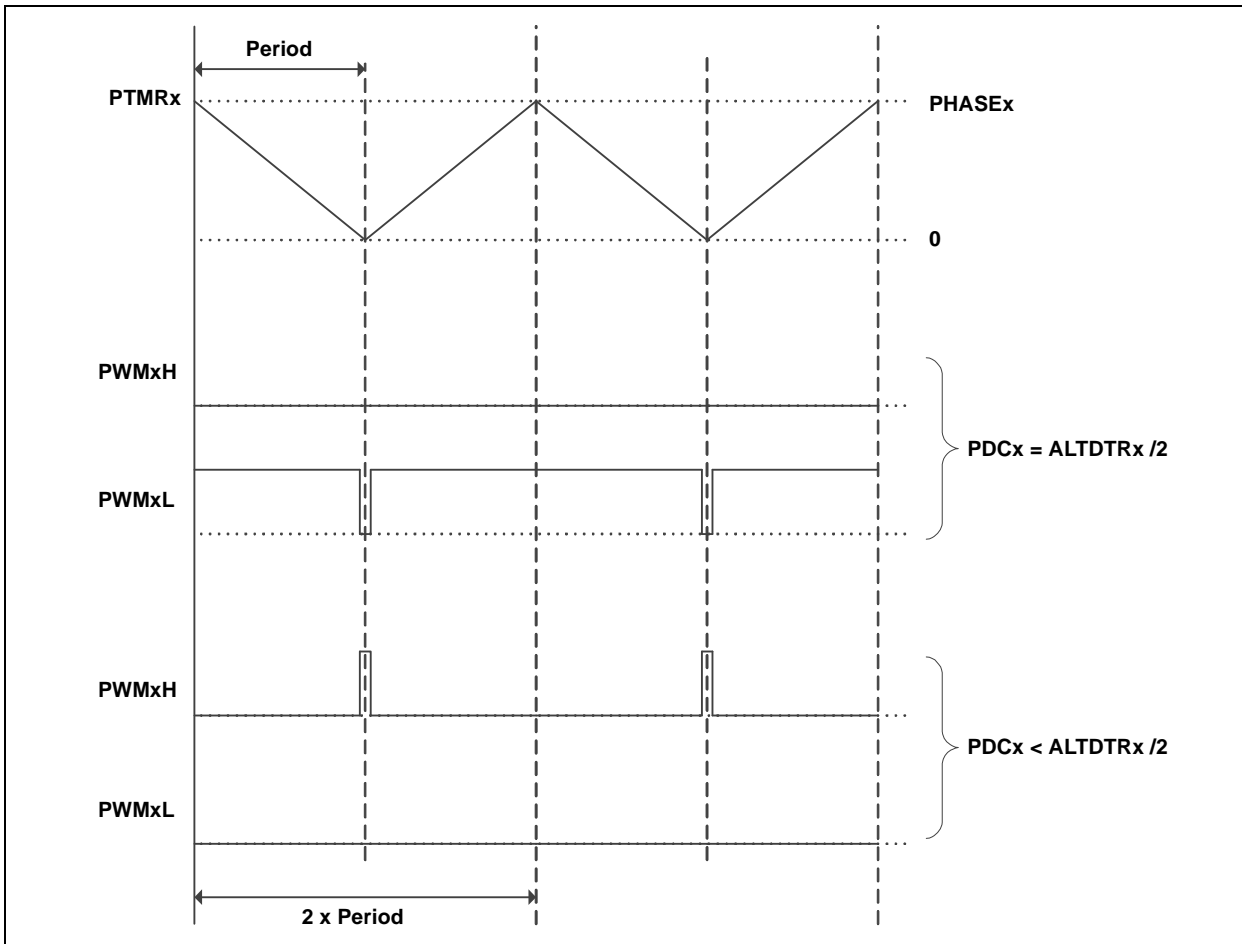 Period
PTMRx
PHASEx
0
PWMxH
PDCx = ALTDTRx /2
PWMxL
PWMxH
PDCx < ALTDTRx /2
PWMxL
2 x Period